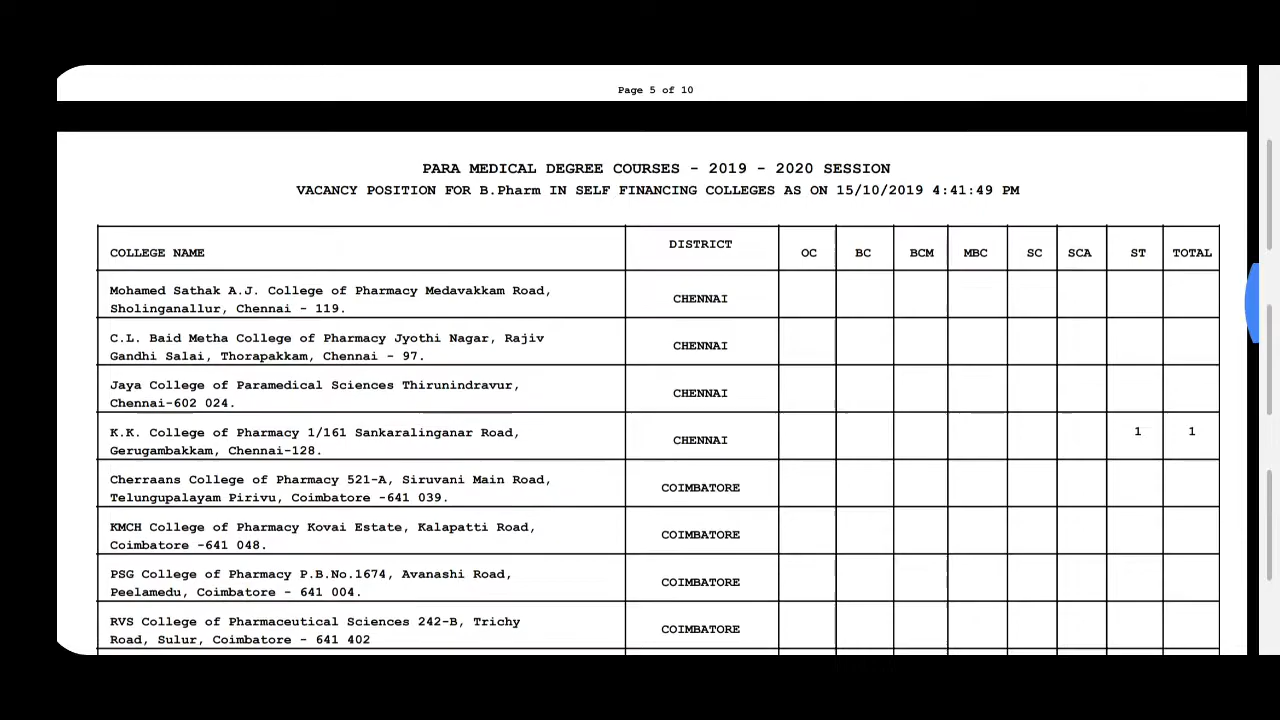 Page 5 of 10
PARA MEDICAL DEGREE COURSES - 2019 - 2020 SESSION
VACANCY POSITION FOR B.Pharm IN SELF FINANCING COLLEGES AS ON 15/10/2019 4:41:49 PM
COLLEGE NAME DISTRICT OC BC BCM MBC SC SCA ST TOTAL
Mohamed Sathak A.J. College of Pharmacy Medavakkam Road,
Sholinganallur, Chennai - 119.
CHENNAI
C.L. Baid Metha College of Pharmacy Jyothi Nagar, Rajiv
Gandhi Salai, Thorapakkam, Chennai - 97.
CHENNAI
Jaya College of Paramedical Sciences Thirunindravur,
Chennai-602 024.
CHENNAI
K.K. College of Pharmacy 1/161 Sankaralinganar Road,
Gerugambakkam, Chennai-128.
CHENNAI 1 1
Cherraans College of Pharmacy 521-A, Siruvani Main Road,
Telungupalayam Pirivu, Coimbatore -641 039.
COIMBATORE
KMCH College of Pharmacy Kovai Estate, Kalapatti Road,
Coimbatore -641 048.
COIMBATORE
PSG College of Pharmacy P.B.No.1674, Avanashi Road,
Peelamedu, Coimbatore - 641 004.
COIMBATORE
RVS College of Pharmaceutical Sciences 242-B, Trichy
Road, Sulur, Coimbatore - 641 402
COIMBATORE